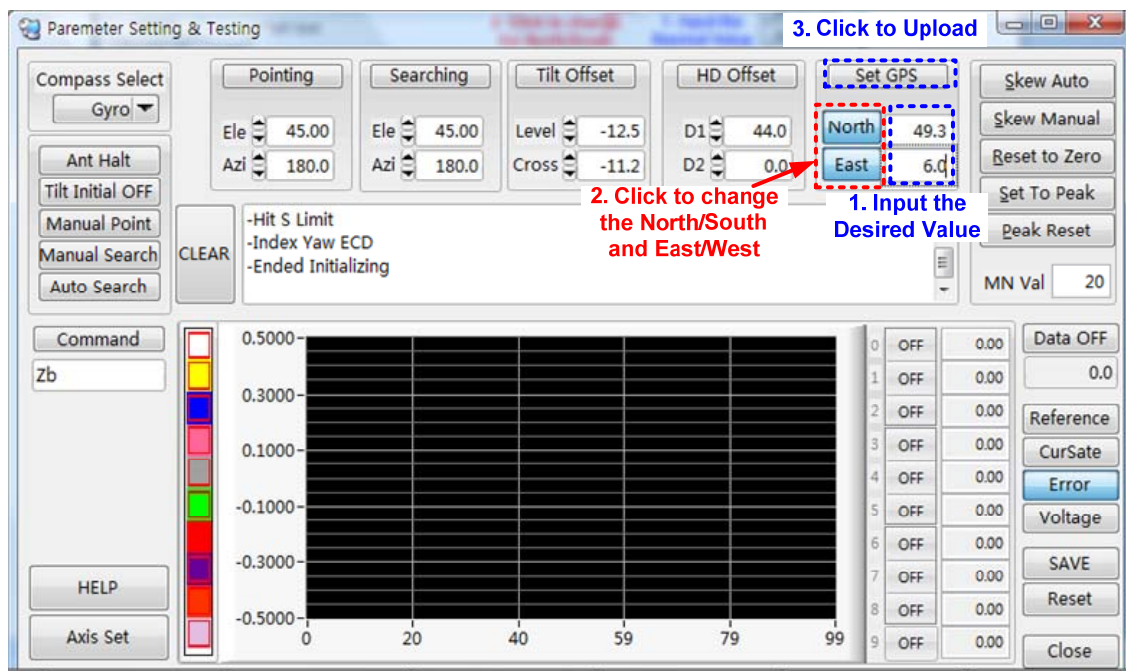 Paremeter Setting & Testing
3. Click to Upload
Compass Select
Gyro
Ant Halt
Tilt Initial OFF
Manual Point
Manual Search
Auto Search
Pointing
Ele 45.00
Azi 180.0
Searching
Ele 45.00
Azi 180.0
Tilt Offset
Level -12.5
Cross -11.2
HD Offset
D1 44.0
D2 0.0
Set GPS
North 49.3
East 6.0
2. Click to change
the North/South
and East/West
1. Input the
Desired Value
Skew Auto
Skew Manual
Reset to Zero
Set To Peak
Peak Reset
MN Val 20
CLEAR
-Hit S Limit
-Index Yaw ECD
-Ended Initializing
Command
Zb
HELP
Axis Set
0.5000
0.3000
0.1000
-0.1000
-0.3000
-0.5000
0 20 40 59 79 99
0 OFF 0.00
1 OFF 0.00
2 OFF 0.00
3 OFF 0.00
4 OFF 0.00
5 OFF 0.00
6 OFF 0.00
7 OFF 0.00
8 OFF 0.00
9 OFF 0.00
Data OFF
0.0
Reference
CurSate
Error
Voltage
SAVE
Reset
Close